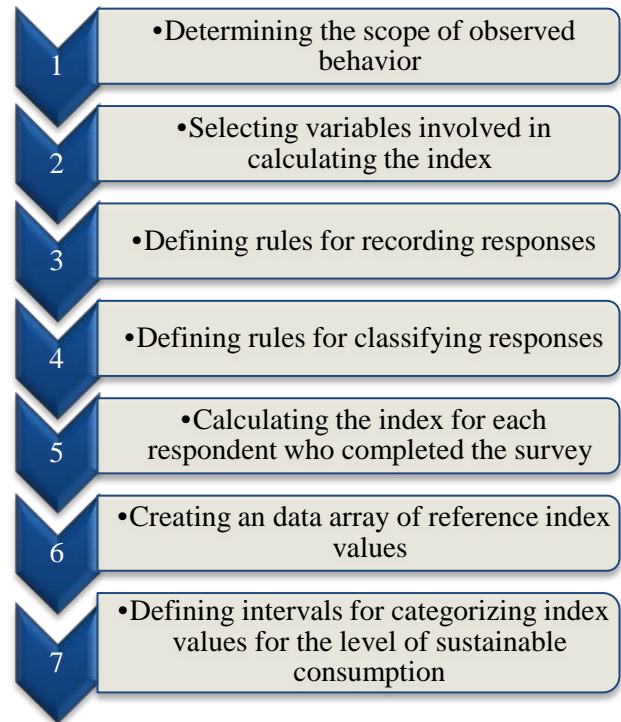 1
•Determining the scope of observed
behavior
2
•Selecting variables involved in
calculating the index
3
•Defining rules for recording responses
4
•Defining rules for classifying responses
5
•Calculating the index for each
respondent who completed the survey
6
•Creating an data array of reference index
values
7
•Defining intervals for categorizing index
values for the level of sustainable
consumption